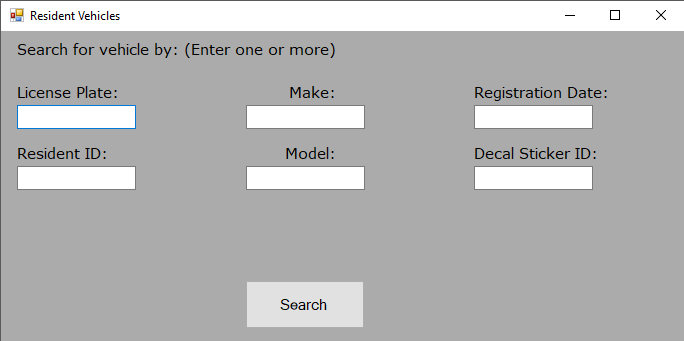 Resident Vehicles
Search for vehicle by: (Enter one or more)
License Plate: Make: Registration Date:
Resident ID: Model: Decal Sticker ID:
Search